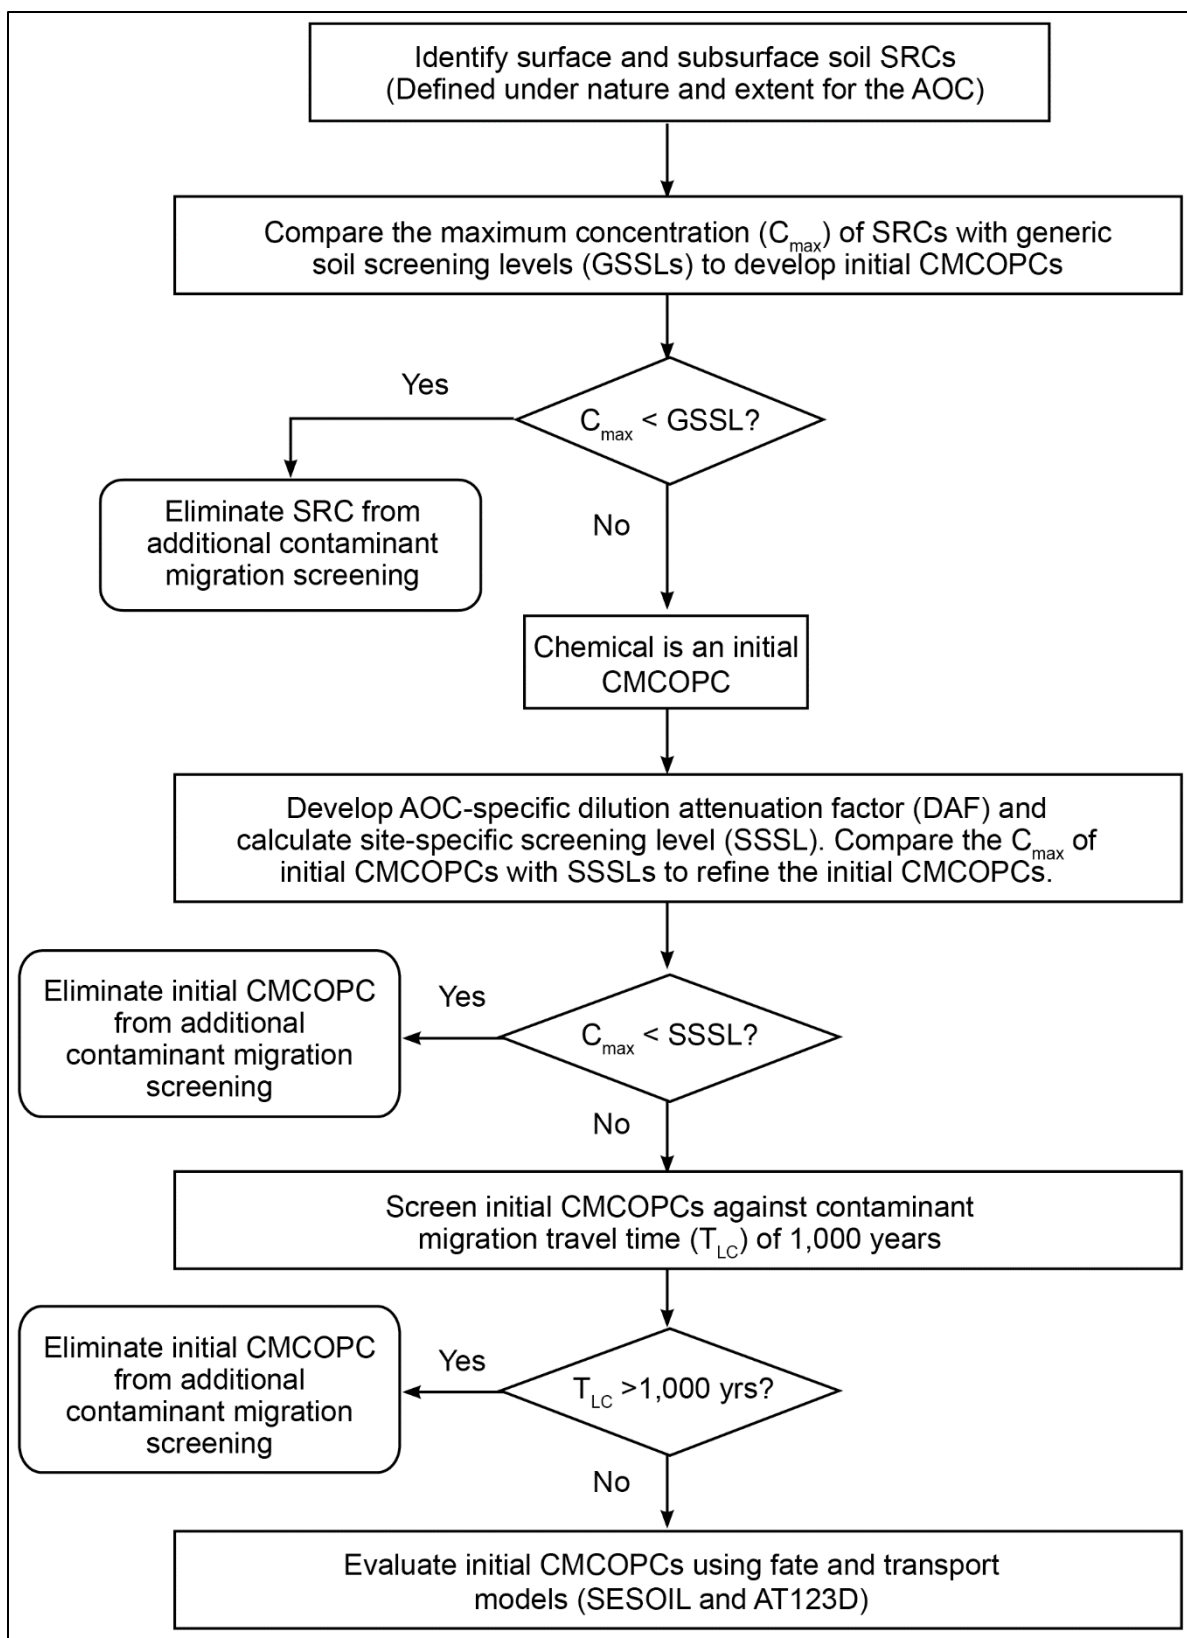 Identify surface and subsurface soil SRCs
(Defined under nature and extent for the AOC)
Compare the maximum concentration (Cmax) of SRCs with generic
soil screening levels (GSSLs) to develop initial CMCOPCs
Yes
Cmax < GSSL?
Eliminate SRC from
additional contaminant
migration screening
No
Chemical is an initial
CMCOPC
Develop AOC-specific dilution attenuation factor (DAF) and
calculate site-specific screening level (SSSL). Compare the Cmax of
initial CMCOPCs with SSSLs to refine the initial CMCOPCs.
Eliminate initial CMCOPC
from additional
contaminant migration
screening
Yes
Cmax < SSSL?
No
Screen initial CMCOPCs against contaminant
migration travel time (TLC) of 1,000 years
Eliminate initial CMCOPC
from additional
contaminant migration
screening
Yes
TLC >1,000 yrs?
No
Evaluate initial CMCOPCs using fate and transport
models (SESOIL and AT123D)